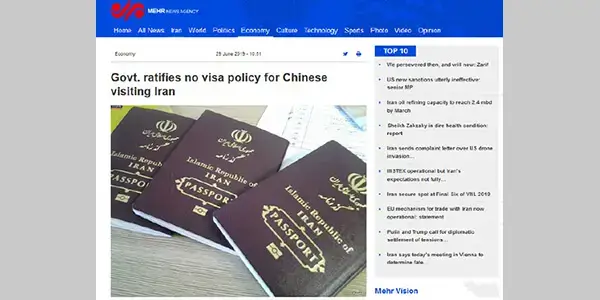 MEHR NEWS AGENCY
Home All News Iran World Politics Economy Culture Technology Sports Photo Video Opinion
Economy
29 June 2019 - 10:31
Govt. ratifies no visa policy for Chinese
visiting Iran
Islamic Republic of
IRAN
PASSPORT
Islamic Republic of
IRAN
PASSPORT
Islamic Republic of
IRAN
PASSPORT
TOP 10
We persevered then, and will now: Zarif
US new sanctions utterly ineffective:
senior MP
Iran oil refining capacity to reach 2.4 mbd
by March
Sheikh Zakzaky in dire health condition:
report
Iran sends complaint letter over US drone
invasion...
INSTEX operational but Iran's
expectations not fully...
Iran secure spot at Final Six of VNL 2019
EU mechanism for trade with Iran now
operational: statement
Putin and Trump call for diplomatic
settlement of tensions...
Iran says today's meeting in Vienna to
determine fate...
Mehr Vision